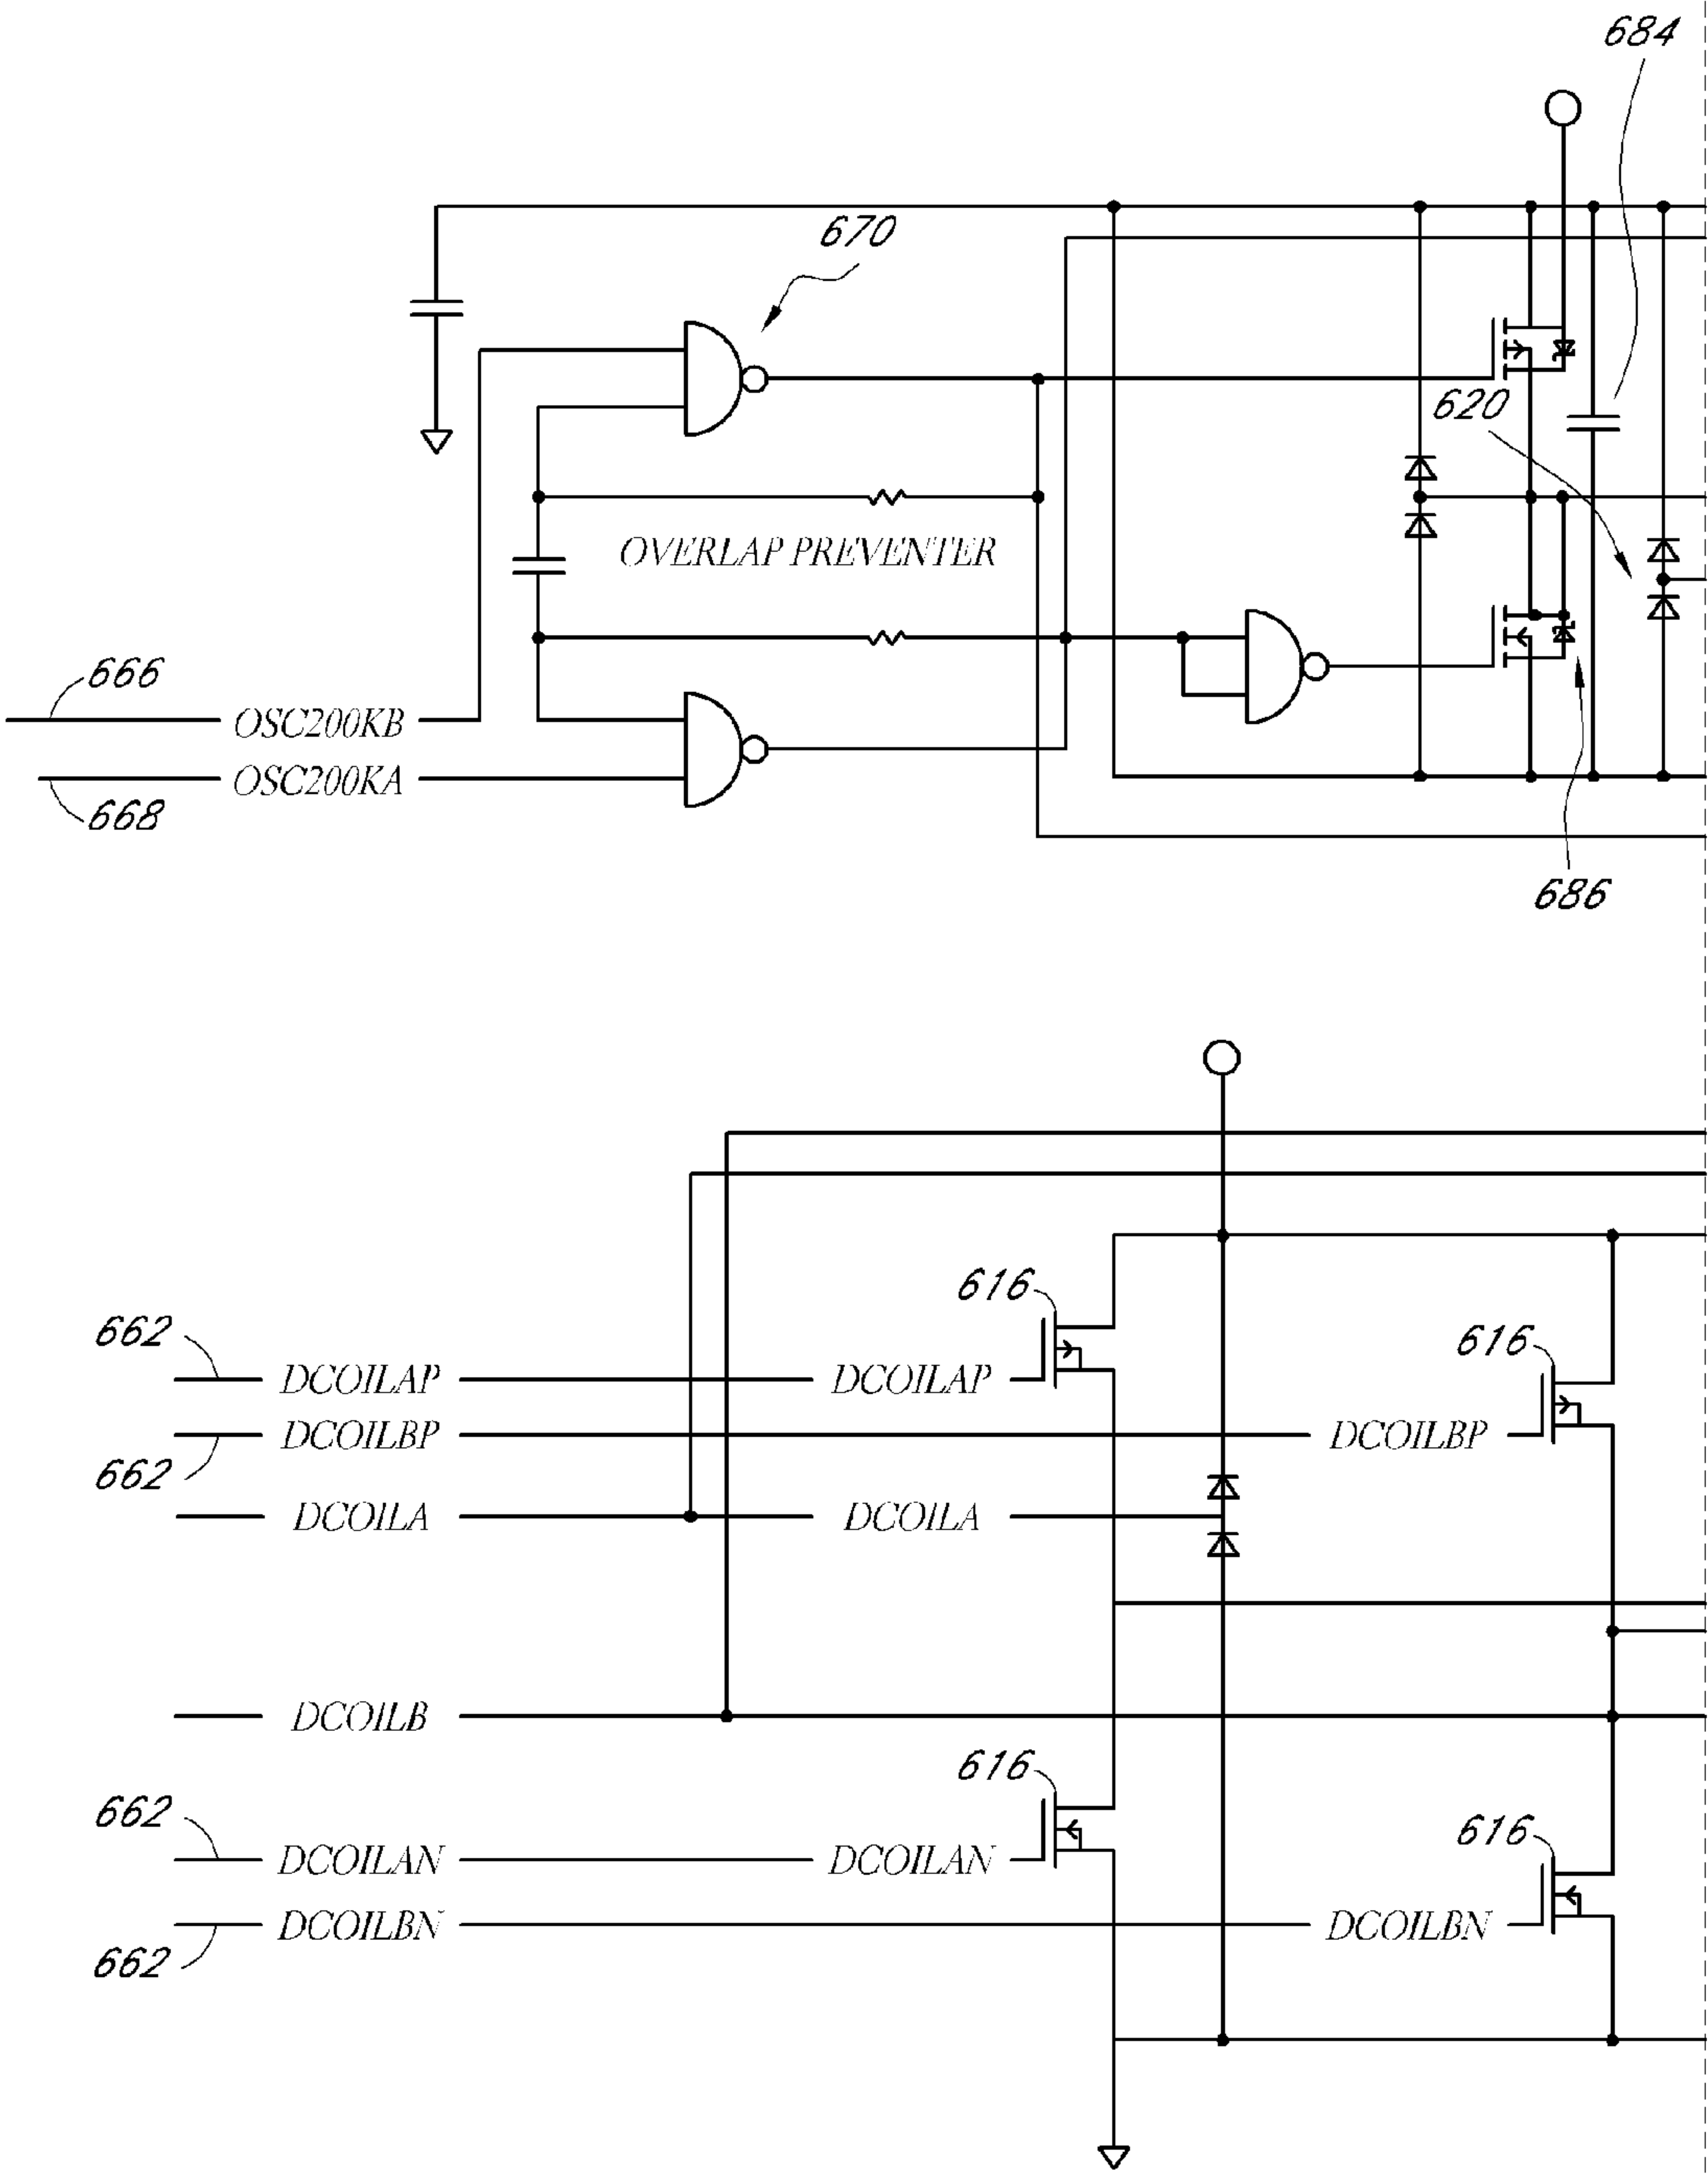 684
670
620
OVERLAP PREVENTER
666
OSC200KB
OSC200KA
668
686
616
662
616
DCOILAP
DCOILAP
DCOILBP
DCOILBP
662
DCOILA
DCOILA
DCOILB
616
662
616
DCOILAN
DCOILAN
DCOILBN
DCOILBN
662